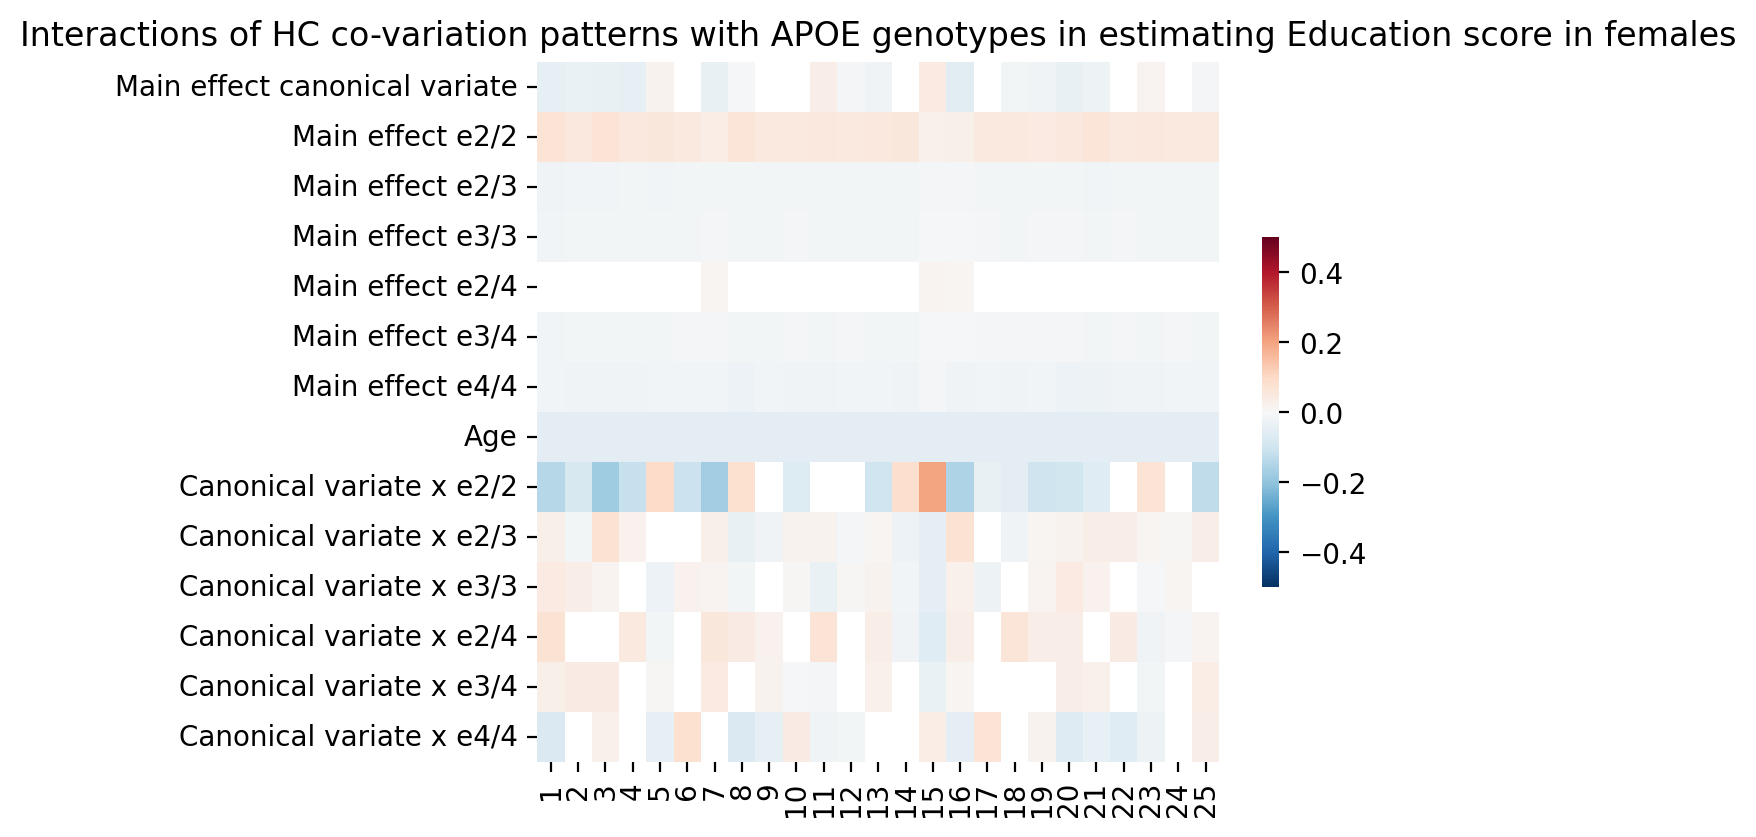 Interactions of HC co-variation patterns with APOE genotypes in estimating Education score in females
Main effect canonical variate
Main effect e2/2
Main effect e2/3
Main effect e3/3
Main effect e2/4
Main effect e3/4
Main effect e4/4
Age
Canonical variate x e2/2
Canonical variate x e2/3
Canonical variate x e3/3
Canonical variate x e2/4
Canonical variate x e3/4
Canonical variate x e4/4
1 2 3 4 5 6 7 8 9 10 11 12 13 14 15 16 17 18 19 20 21 22 23 24 25
0.4
0.2
0.0
−0.2
−0.4